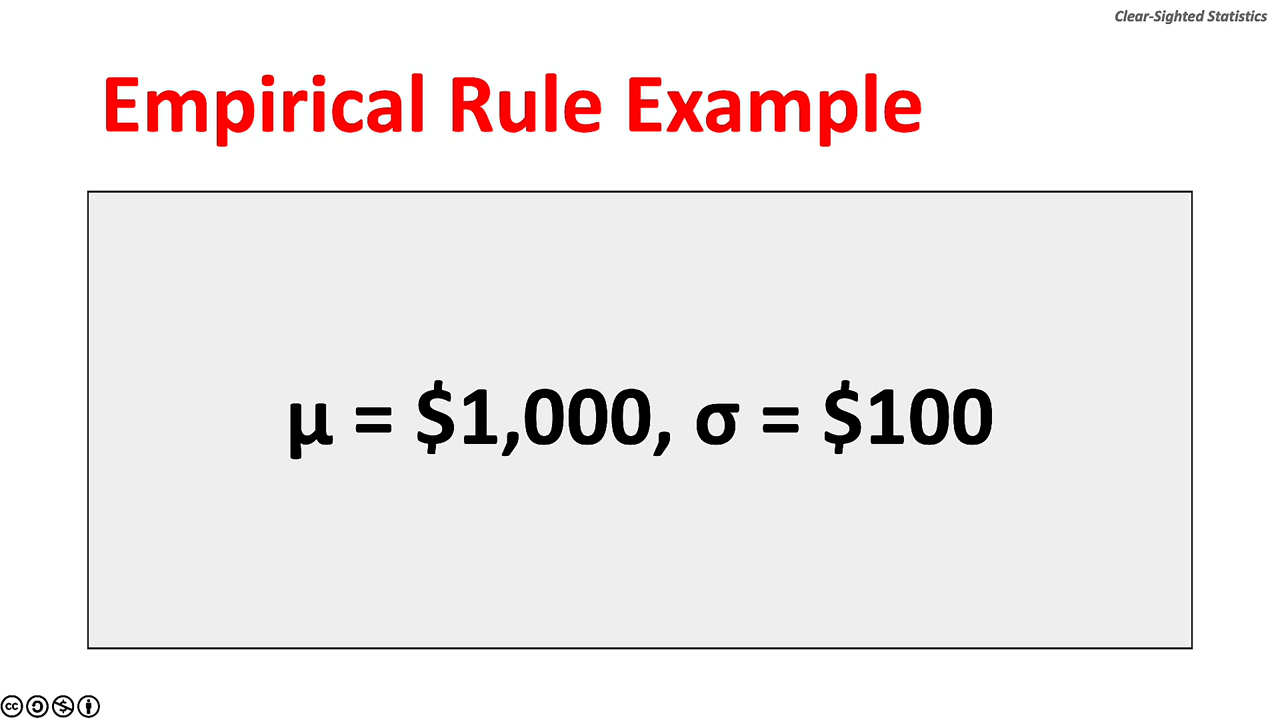 Clear-Sighted Statistics
Empirical Rule Example
μ = $1,000, σ = $100